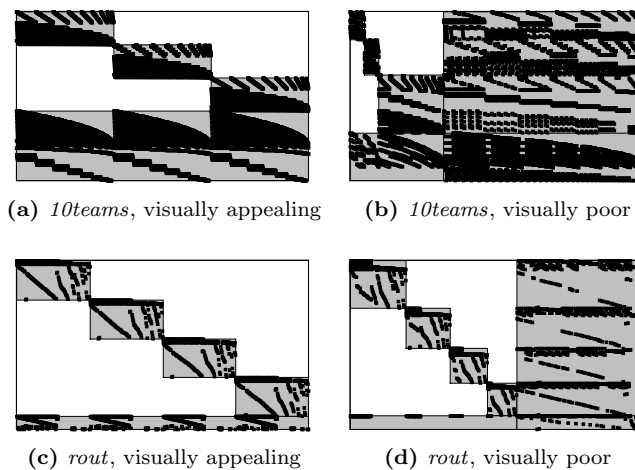 (a) 10teams, visually appealing
(b) 10teams, visually poor
(c) rout, visually appealing
(d) rout, visually poor